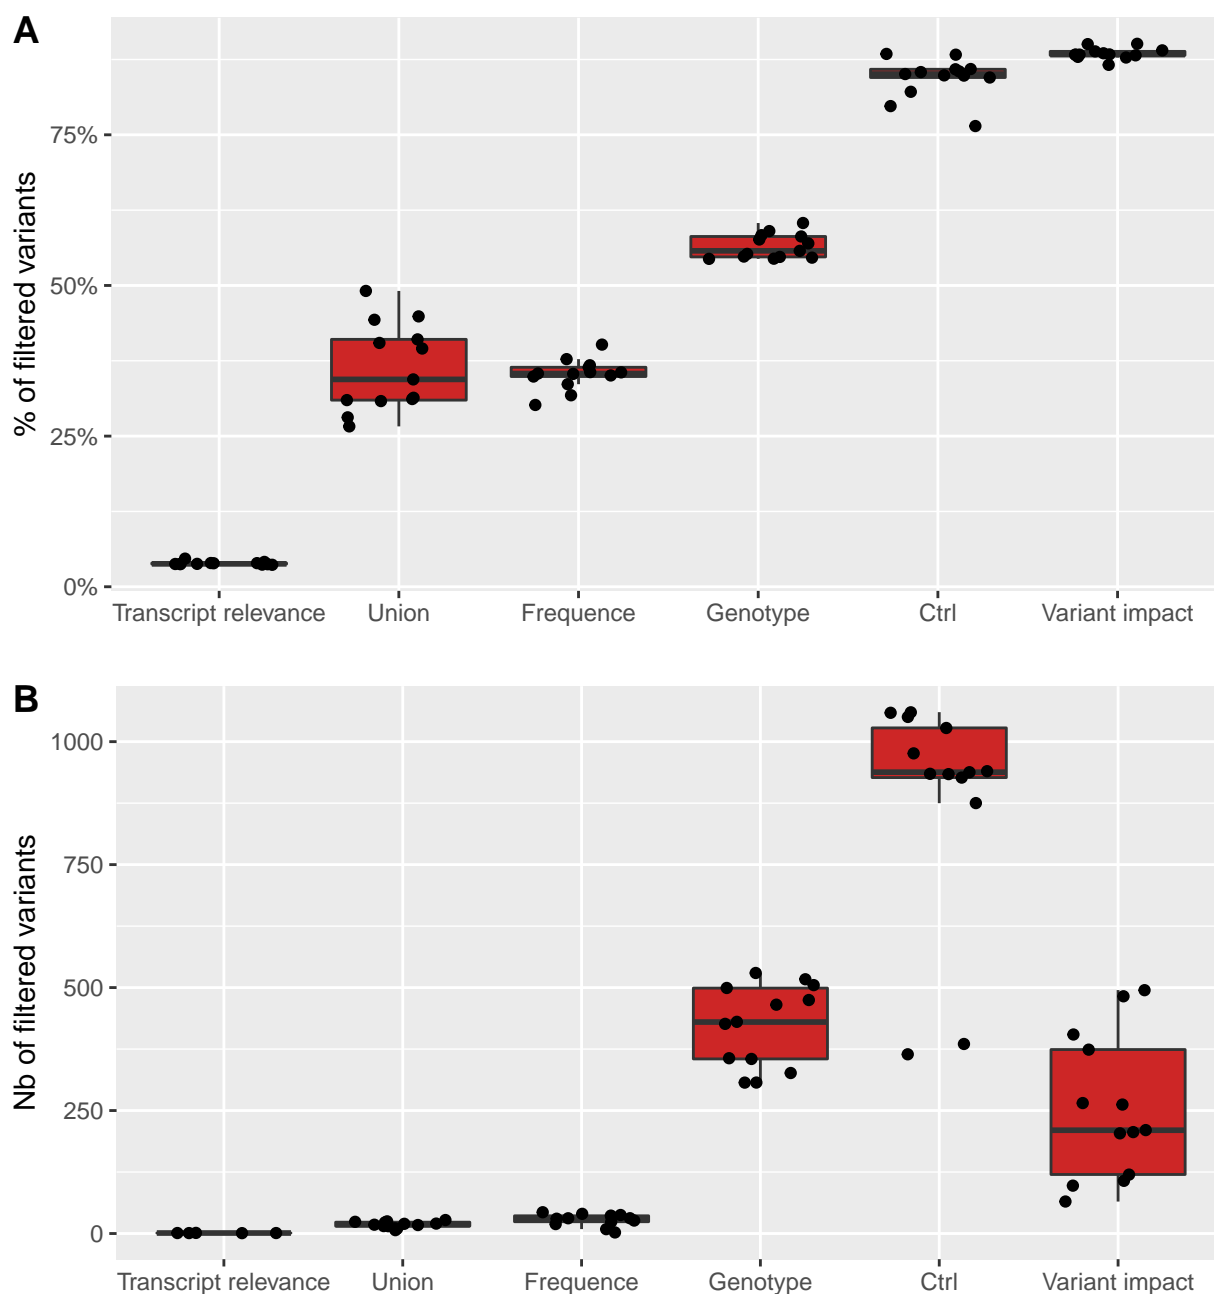 A
% of filtered variants
75%
50%
25%
0%
Transcript relevance Union Frequence Genotype Ctrl Variant impact
B
Nb of filtered variants
1000
750
500
250
0
Transcript relevance Union Frequence Genotype Ctrl Variant impact